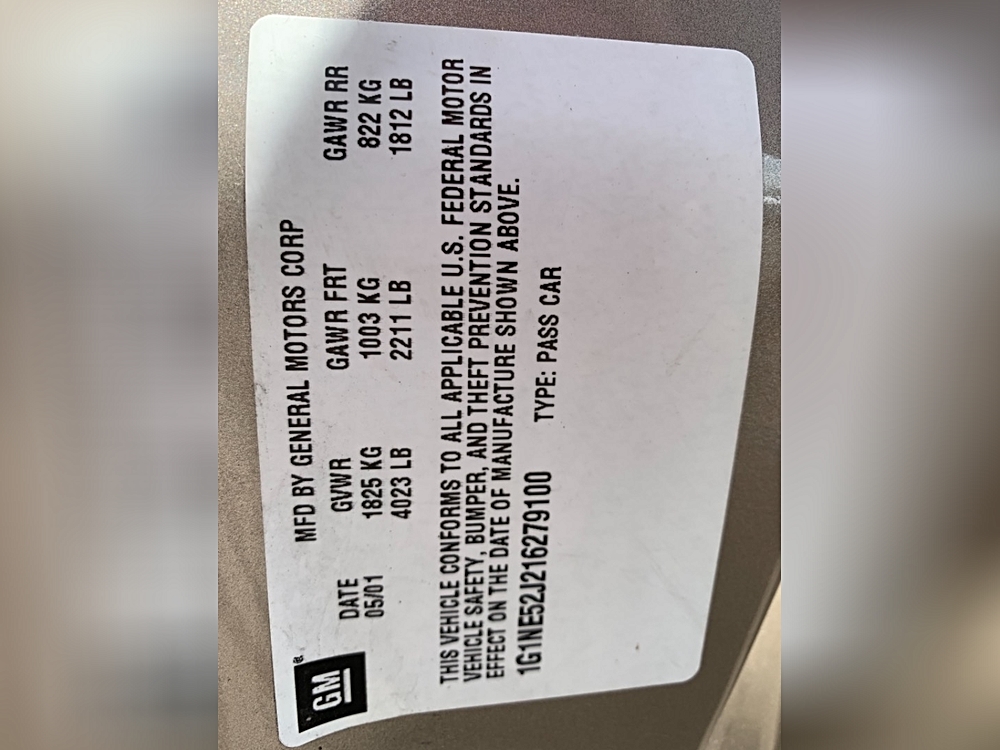 GM
MFD BY GENERAL MOTORS CORP
DATE GVWR GAWR FRT GAWR RR
05/01 1825 KG 1003 KG 822 KG
4023 LB 2211 LB 1812 LB
THIS VEHICLE CONFORMS TO ALL APPLICABLE U.S. FEDERAL MOTOR
VEHICLE SAFETY, BUMPER, AND THEFT PREVENTION STANDARDS IN
EFFECT ON THE DATE OF MANUFACTURE SHOWN ABOVE.
1G1NE52J216279100 TYPE: PASS CAR